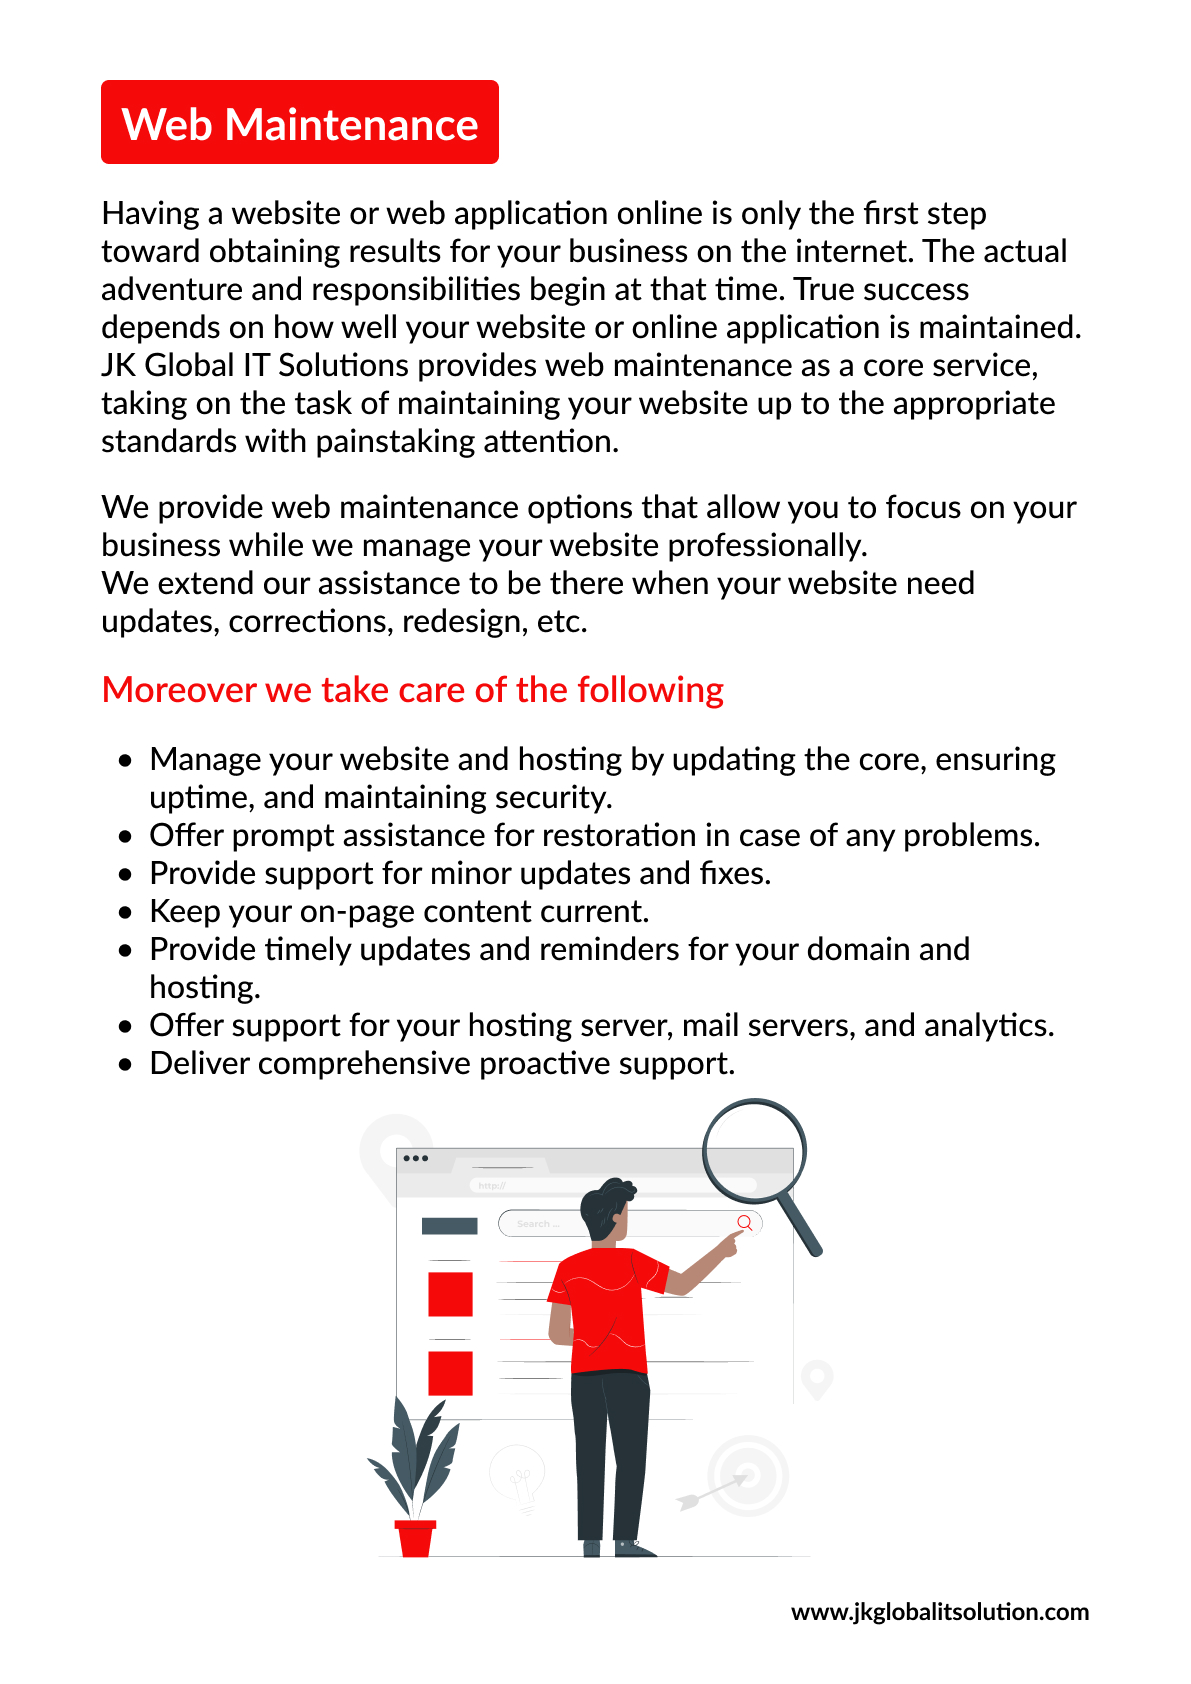 Web Maintenance
Having a website or web application online is only the first step
toward obtaining results for your business on the internet. The actual
adventure and responsibilities begin at that time. True success
depends on how well your website or online application is maintained.
JK Global IT Solutions provides web maintenance as a core service,
taking on the task of maintaining your website up to the appropriate
standards with painstaking attention.
We provide web maintenance options that allow you to focus on your
business while we manage your website professionally.
We extend our assistance to be there when your website need
updates, corrections, redesign, etc.
Moreover we take care of the following
• Manage your website and hosting by updating the core, ensuring
uptime, and maintaining security.
• Offer prompt assistance for restoration in case of any problems.
• Provide support for minor updates and fixes.
• Keep your on-page content current.
• Provide timely updates and reminders for your domain and
hosting.
• Offer support for your hosting server, mail servers, and analytics.
• Deliver comprehensive proactive support.
http://
Search ...
www.jkglobalitsolution.com